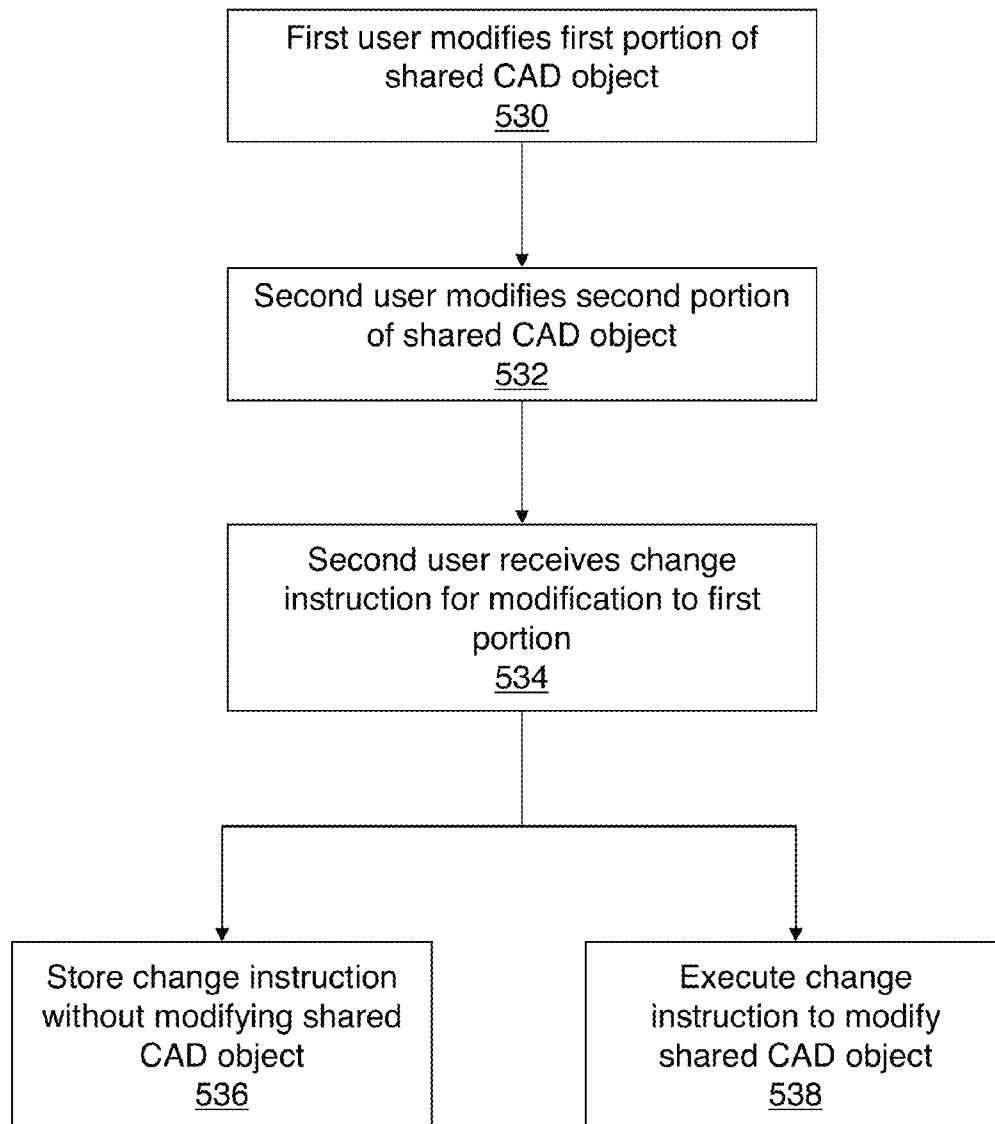 First user modifies first portion of
shared CAD object
530
Second user modifies second portion
of shared CAD object
532
Second user receives change
instruction for modification to first
portion
534
Store change instruction
without modifying shared
CAD object
536
Execute change
instruction to modify
shared CAD object
538